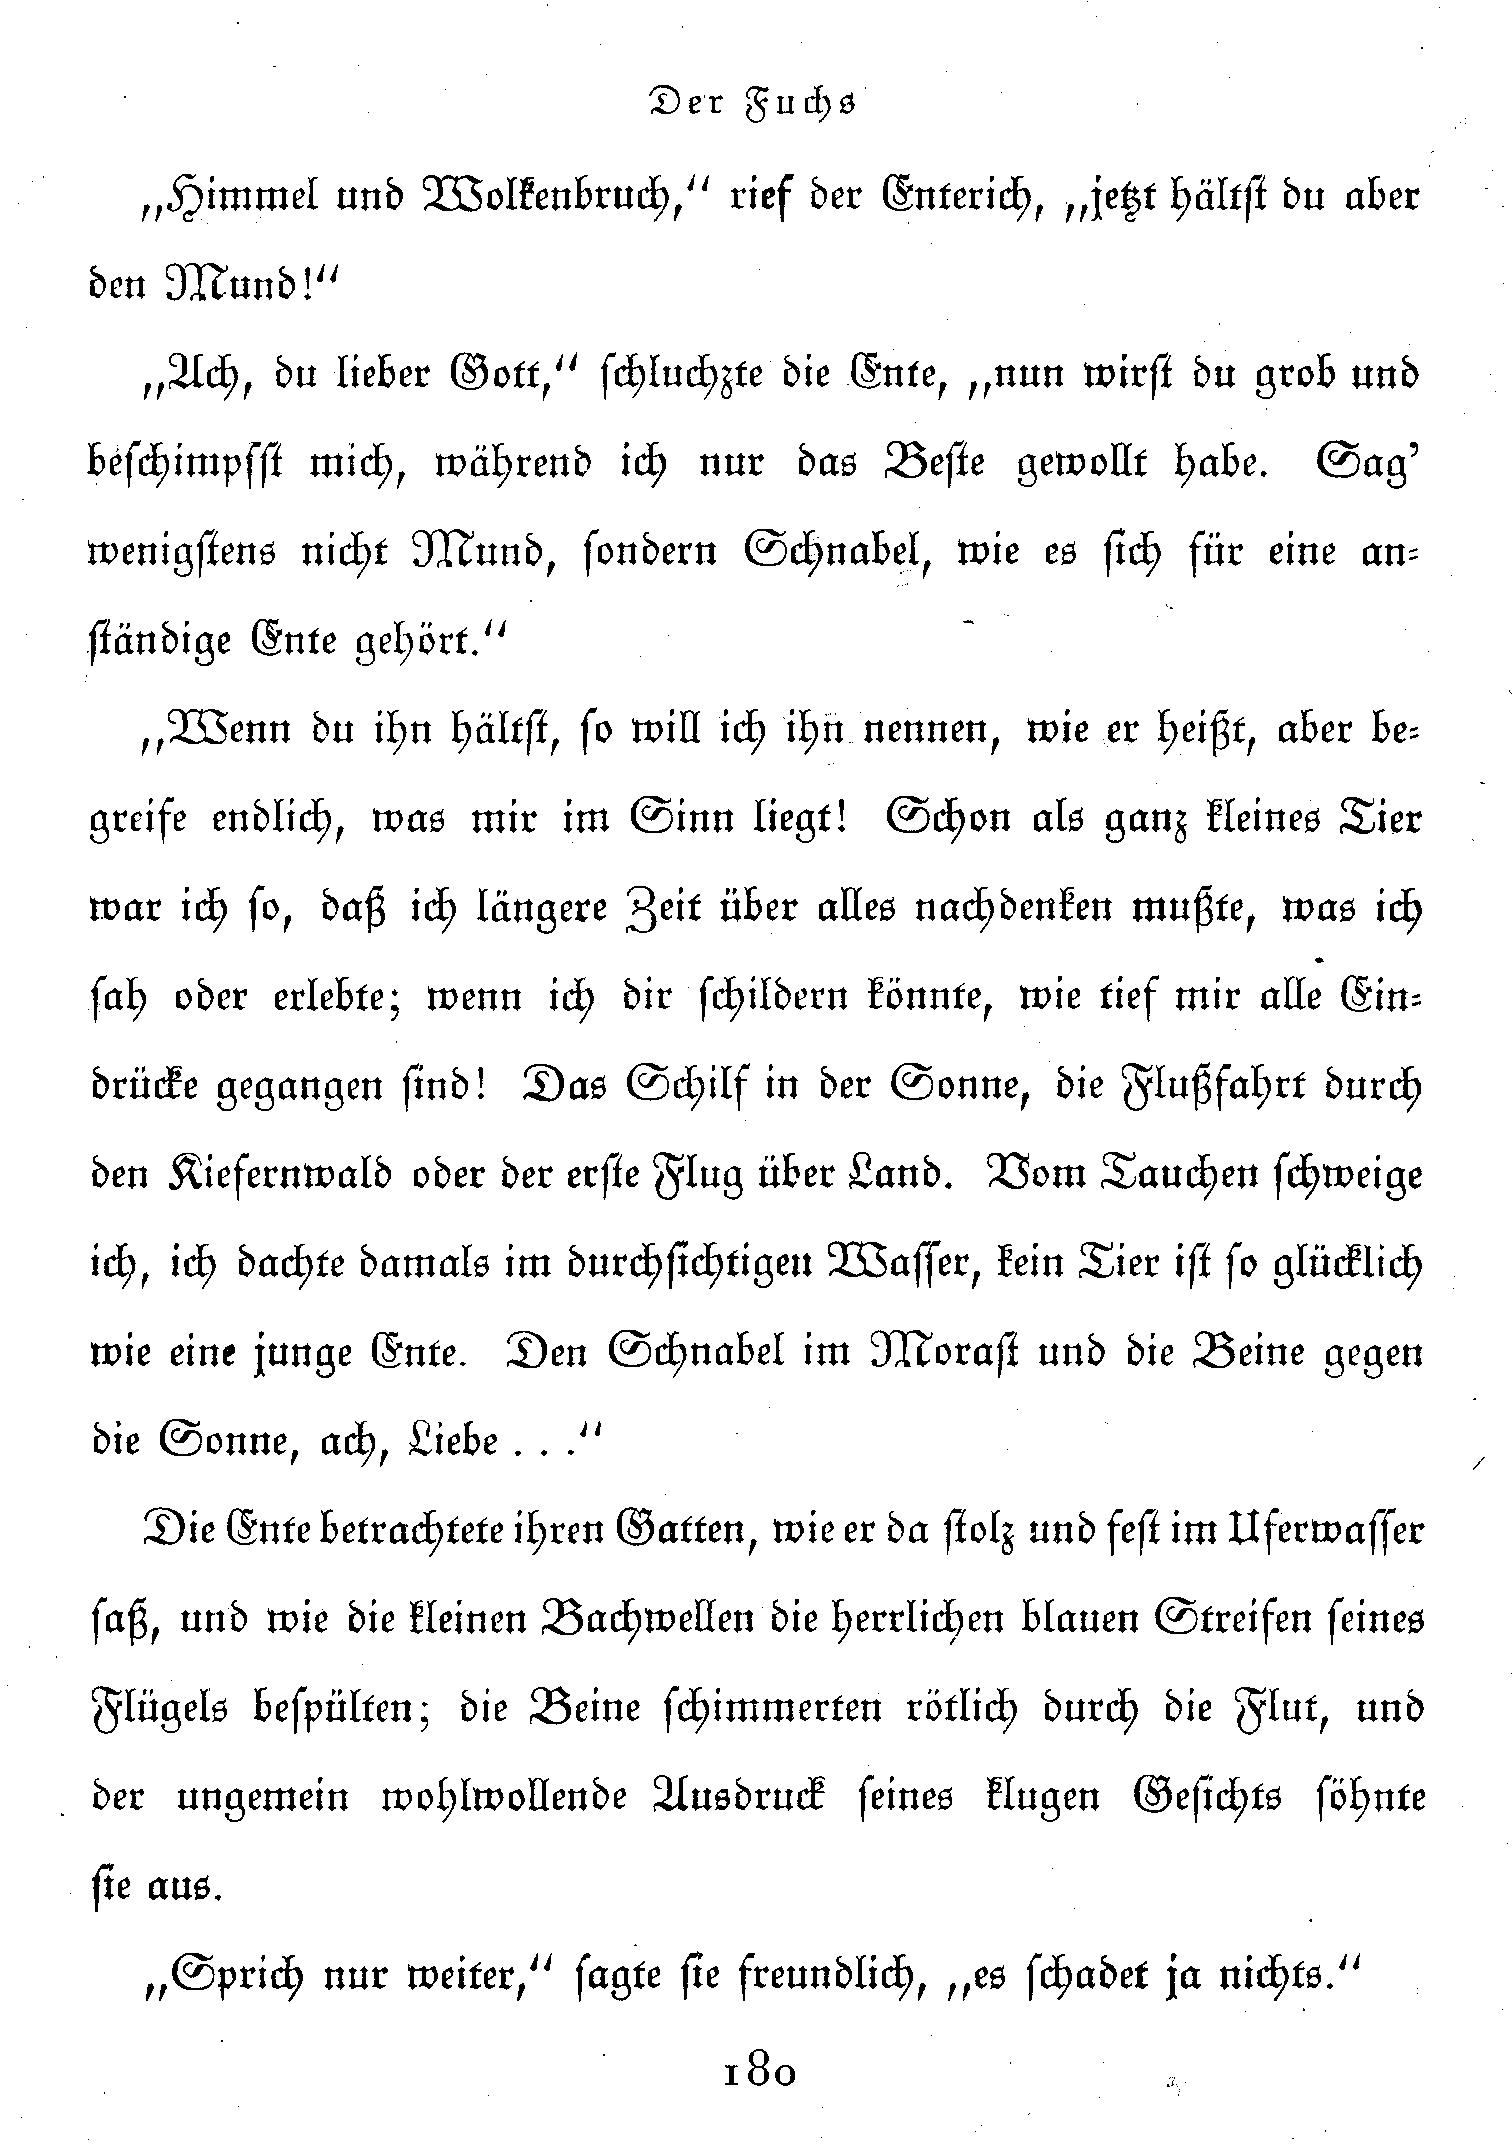 Der Fuchs
„Himmel und Wolkenbruch,“ rief der Enterich, „jetzt hältst du aber
den Mund!“
„Ach, du lieber Gott,“ schluchzte die Ente, „nun wirst du grob und
beschimpfst mich, während ich nur das Beste gewollt habe. Sag’
wenigstens nicht Mund, sondern Schnabel, wie es sich für eine an-
ständige Ente gehört.“
„Wenn du ihn hältst, so will ich ihn nennen, wie er heißt, aber be-
greife endlich, was mir im Sinn liegt! Schon als ganz kleines Tier
war ich so, daß ich längere Zeit über alles nachdenken mußte, was ich
sah oder erlebte; wenn ich dir schildern könnte, wie tief mir alle Ein-
drücke gegangen sind! Das Schilf in der Sonne, die Flußfahrt durch
den Kiefernwald oder der erste Flug über Land. Vom Tauchen schweige
ich, ich dachte damals im durchsichtigen Wasser, kein Tier ist so glücklich
wie eine junge Ente. Den Schnabel im Morast und die Beine gegen
die Sonne, ach, Liebe . . .“
Die Ente betrachtete ihren Gatten, wie er da stolz und fest im Uferwasser
saß, und wie die kleinen Bachwellen die herrlichen blauen Streifen seines
Flügels bespülten; die Beine schimmerten rötlich durch die Flut, und
der ungemein wohlwollende Ausdruck seines klugen Gesichts söhnte
sie aus.
„Sprich nur weiter,“ sagte sie freundlich, „es schadet ja nichts.“
180